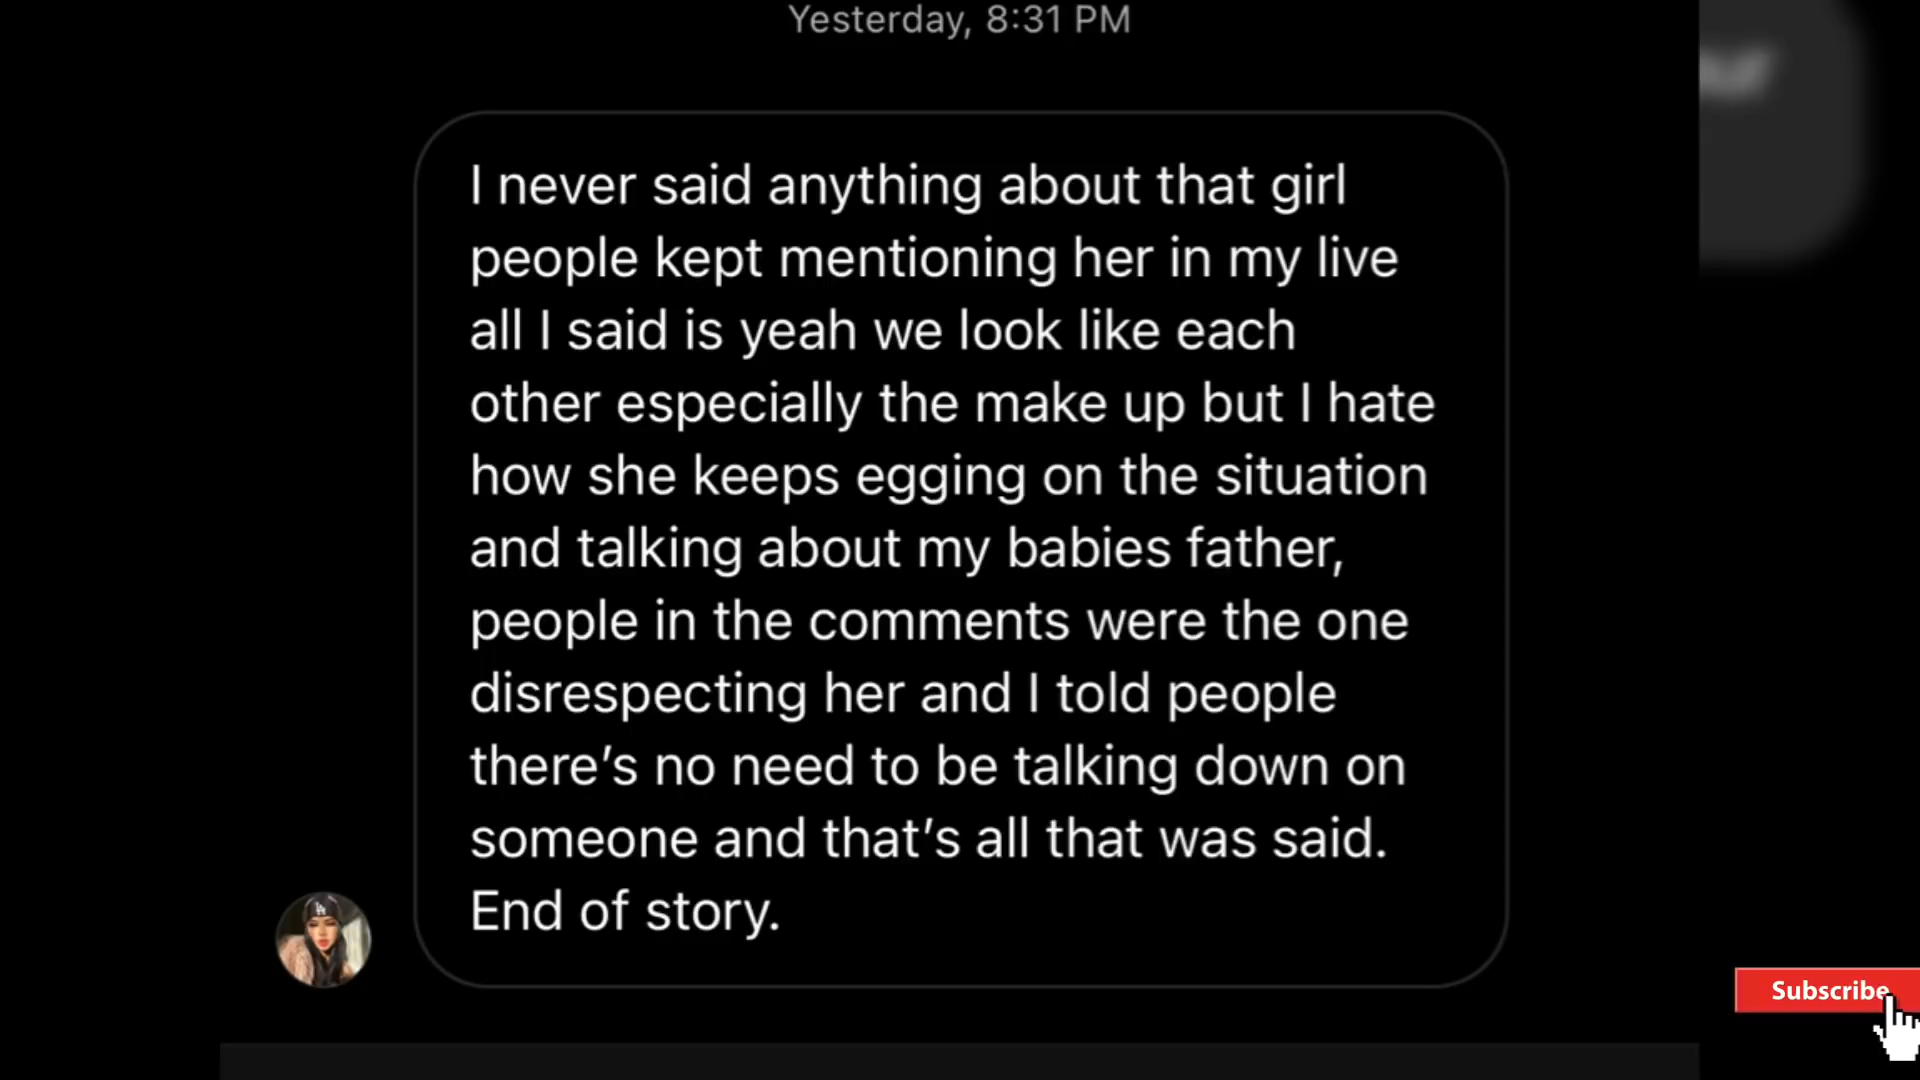 Yesterday, 8:31 PM
I never said anything about that girl
people kept mentioning her in my live
all I said is yeah we look like each
other especially the make up but I hate
how she keeps egging on the situation
and talking about my babies father,
people in the comments were the one
disrespecting her and I told people
there’s no need to be talking down on
someone and that’s all that was said.
End of story.
LA
Subscribe